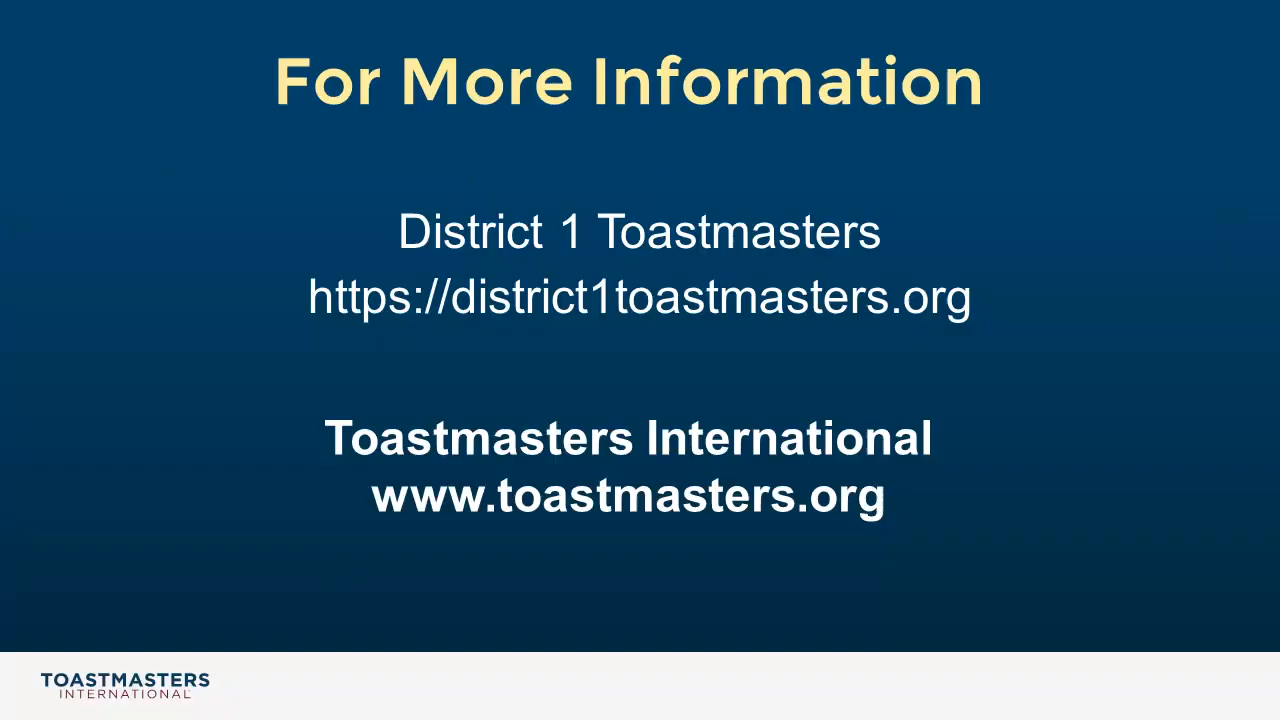 For More Information
District 1 Toastmasters
https://district1toastmasters.org
Toastmasters International
www.toastmasters.org
TOASTMASTERS
INTERNATIONAL